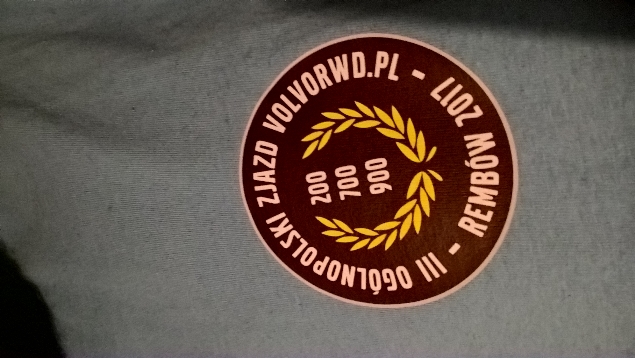 III OGÓLNOPOLSKI ZJAZD VOLVORWD.PL - REMBÓW 2017 -
200
700
900